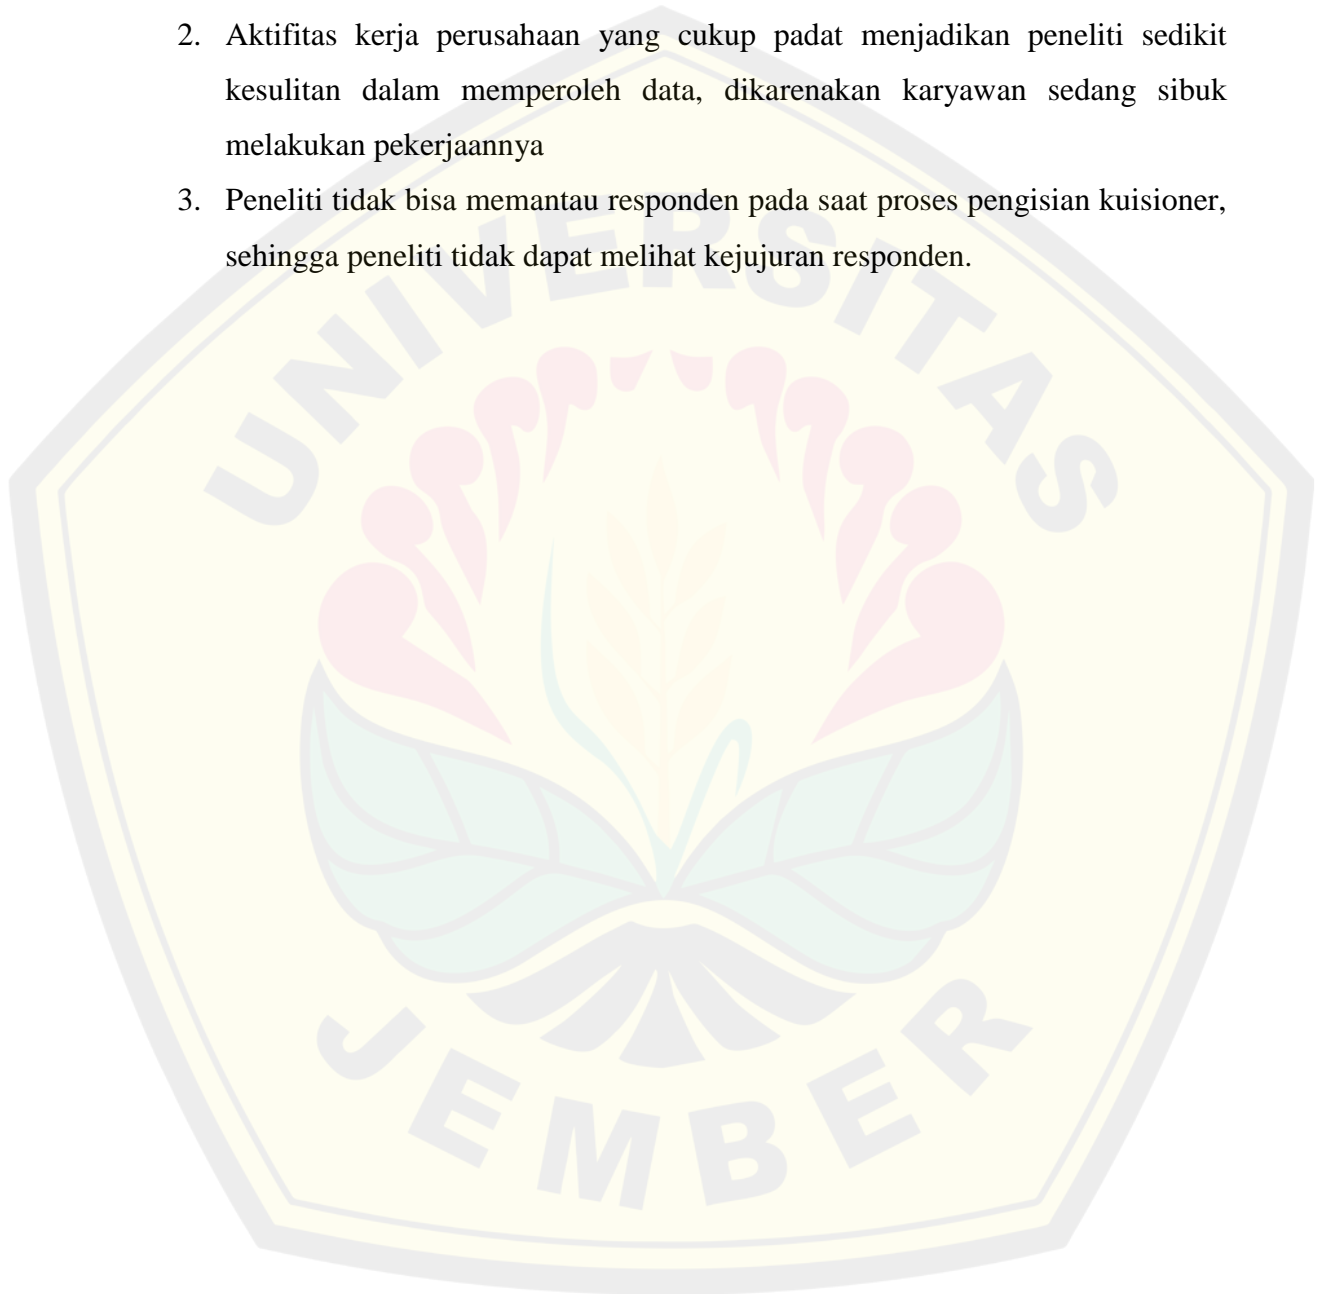 2. Aktifitas kerja perusahaan yang cukup padat menjadikan peneliti sedikit
kesulitan dalam memperoleh data, dikarenakan karyawan sedang sibuk
melakukan pekerjaannya
3. Peneliti tidak bisa memantau responden pada saat proses pengisian kuisioner,
sehingga peneliti tidak dapat melihat kejujuran responden.
UNIVERSITAS
JEMBER